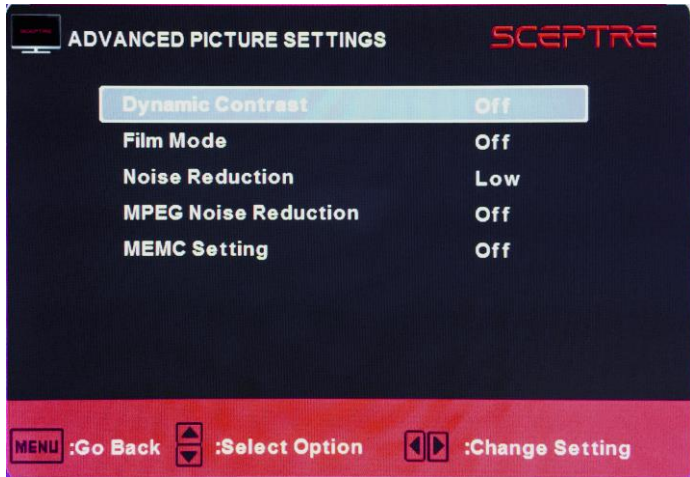 ADVANCED PICTURE SETTINGS
SCEPTRE
Dynamic Contrast Off
Film Mode Off
Noise Reduction Low
MPEG Noise Reduction Off
MEMC Setting Off
MENU :Go Back :Select Option :Change Setting